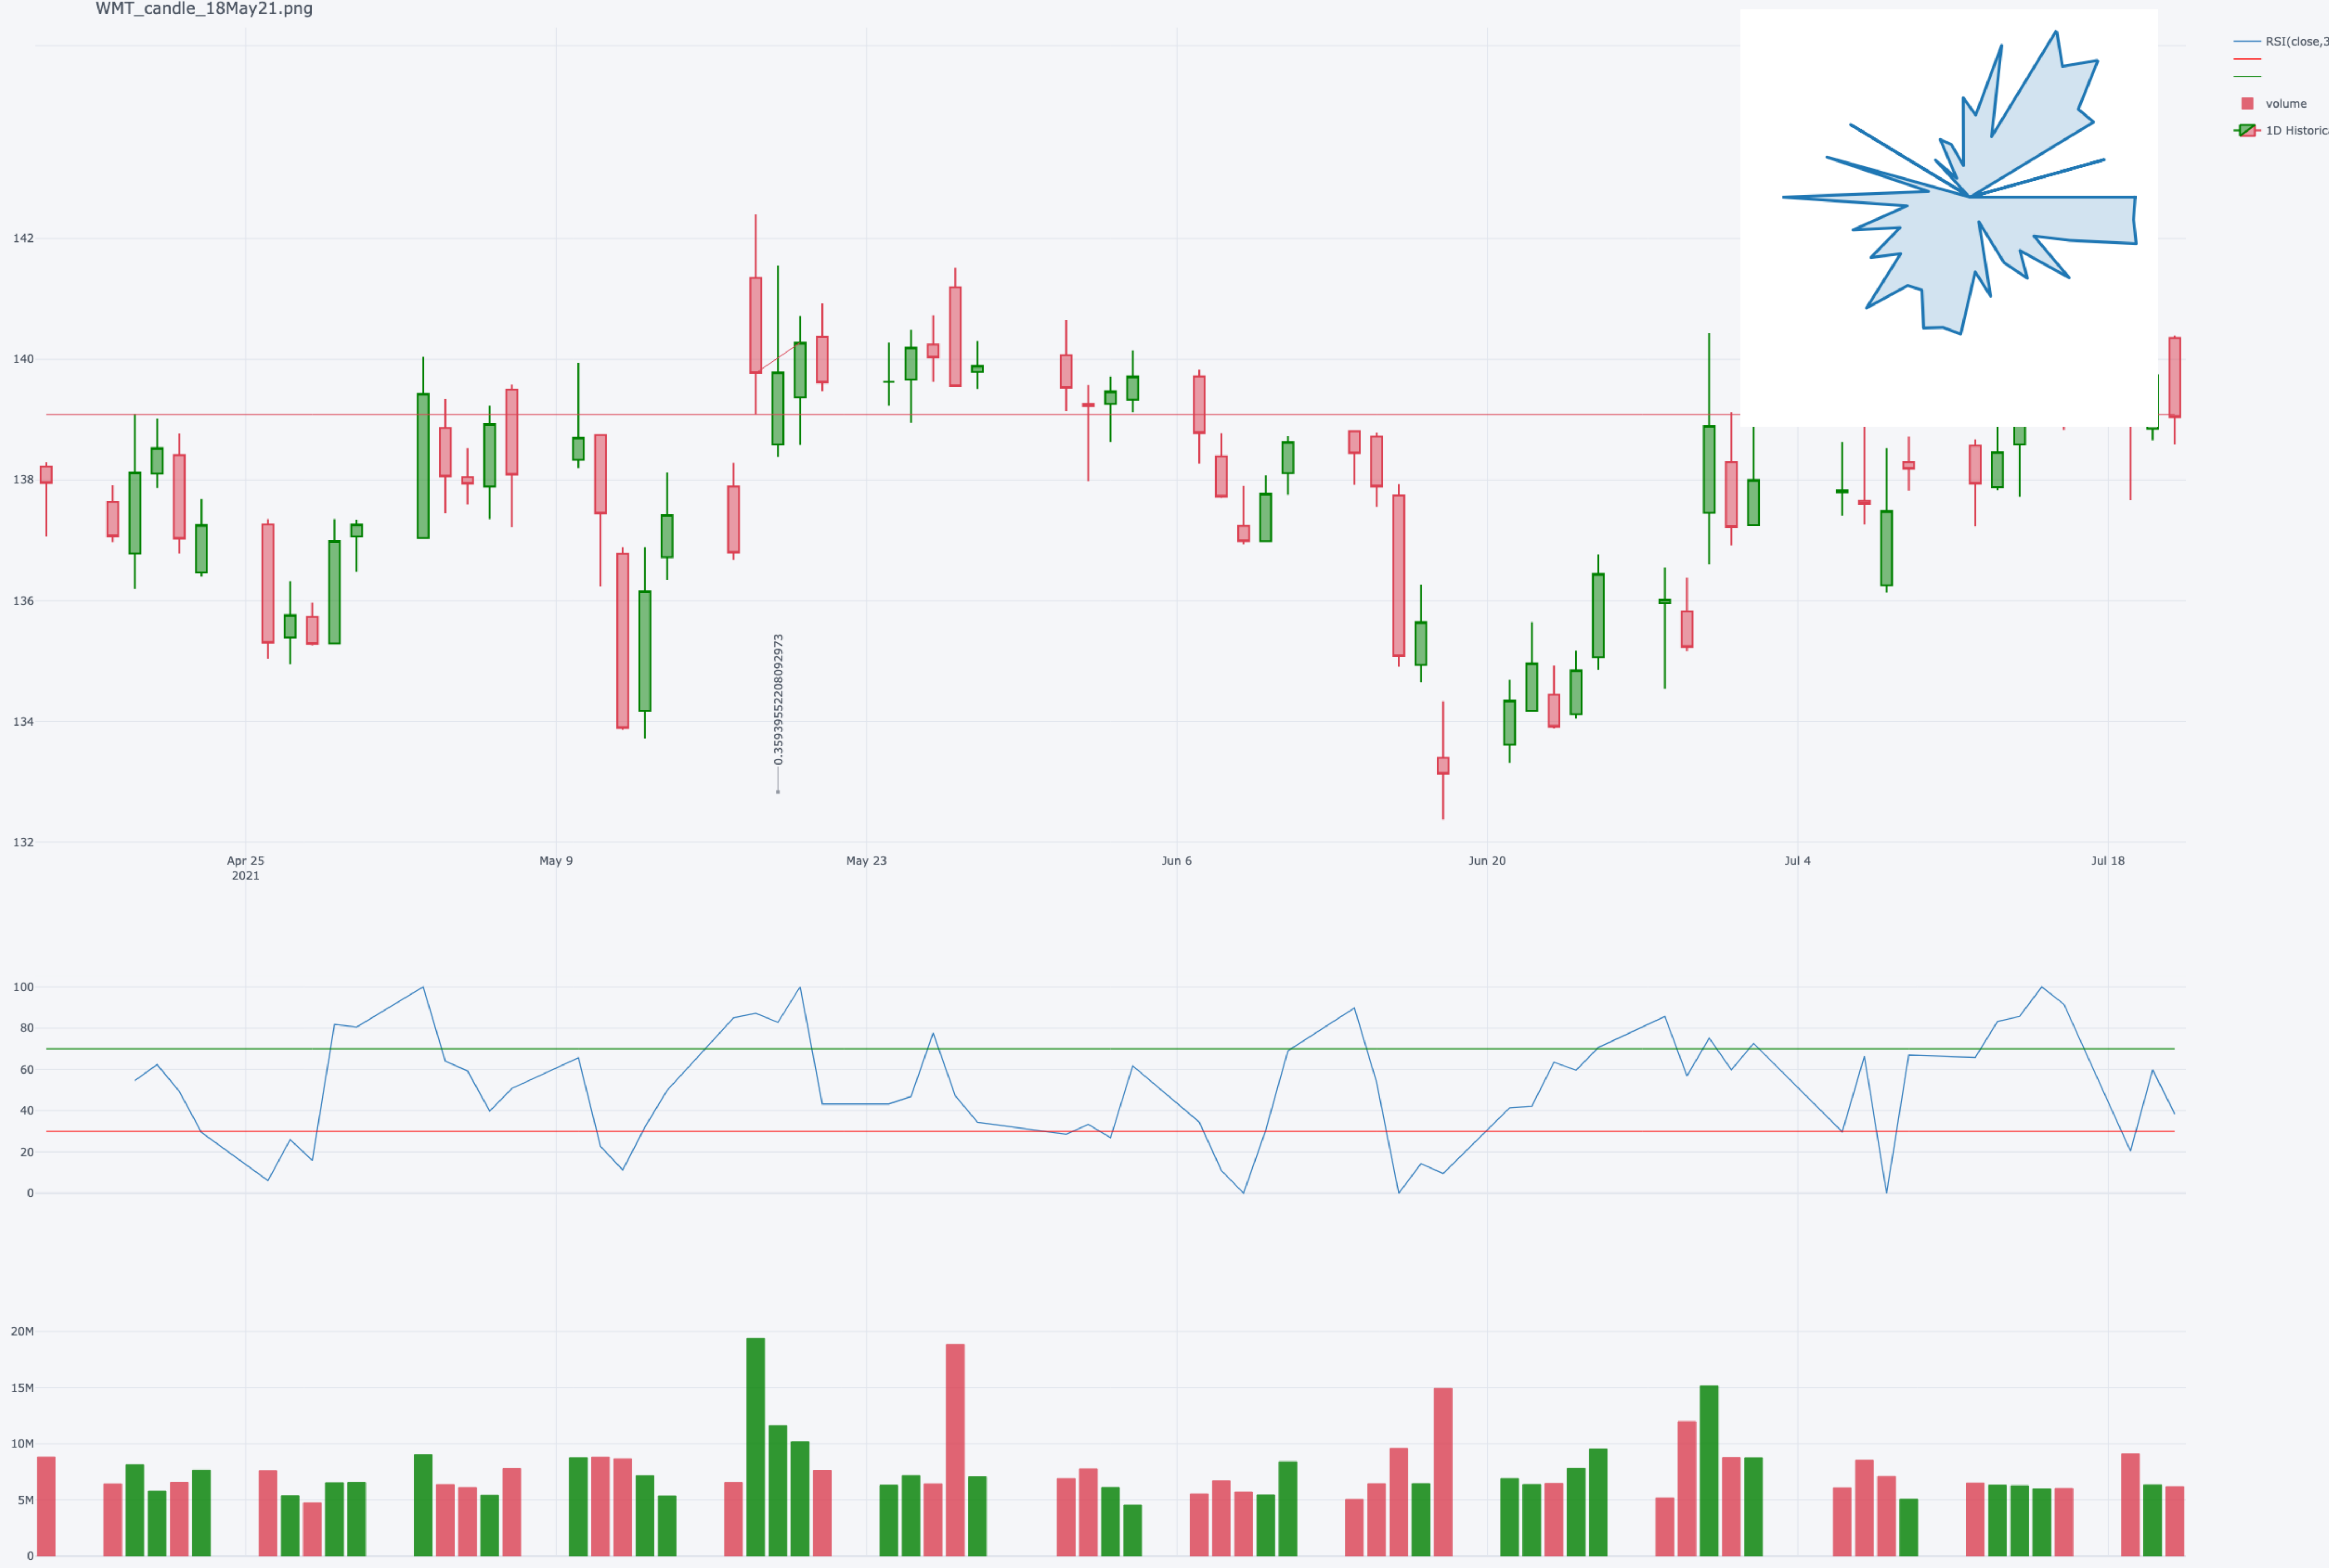 WMT_candle_18May21.png
RSI(close,3
volume
1D Historic
142
140
138
136
134
132
0.35939552208092973
Apr 25
2021
May 9
May 23
Jun 6
Jun 20
Jul 4
Jul 18
100
80
60
40
20
0
20M
15M
10M
5M
0